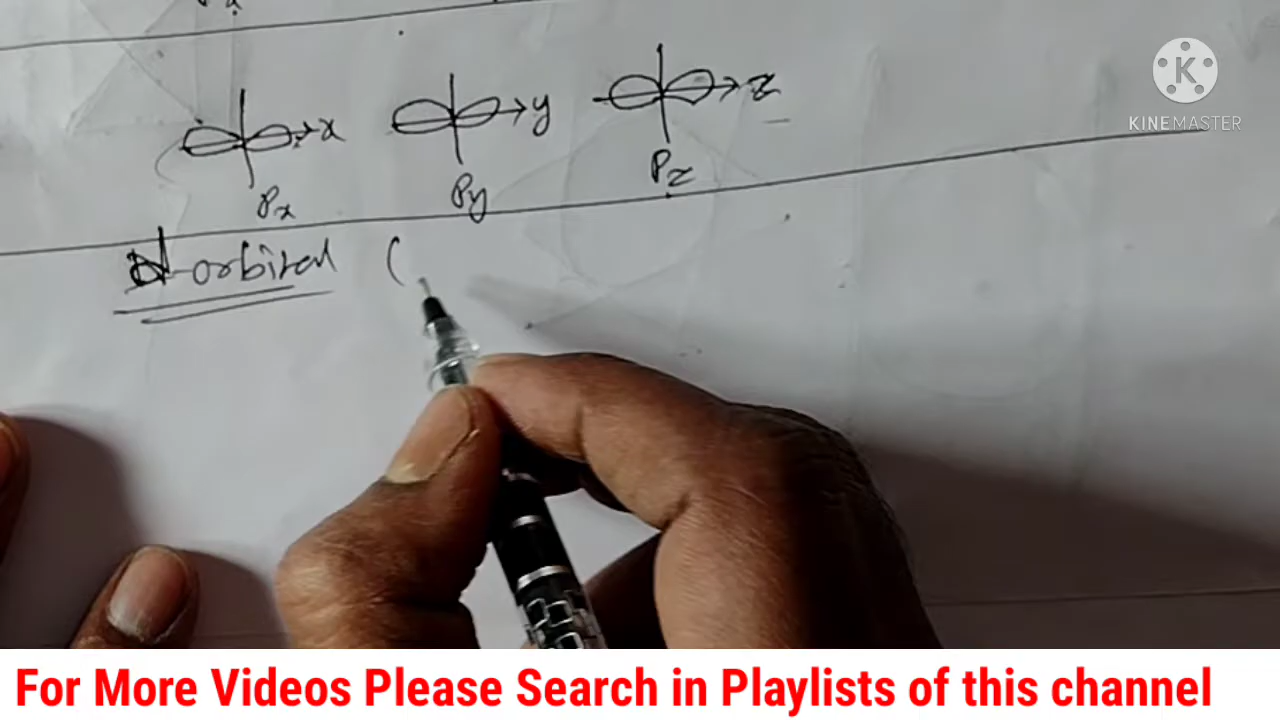 x y z
Px Py Pz
d-orbital (
KINEMASTER
For More Videos Please Search in Playlists of this channel